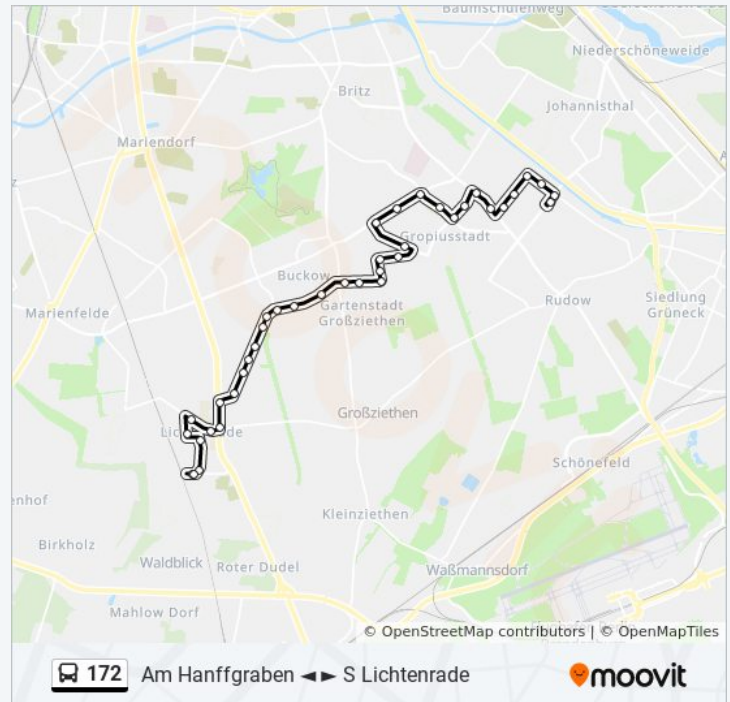 Baumschulenweg
Oberschöneweide
Niederschöneweide
Britz
Johannisthal
Mariendorf
Gropiusstadt
Buckow
Marienfelde
Gartenstadt
Großziethen
Rudow
Siedlung
Grüneck
Großziethen
Schönefeld
Kleinziethen
Birkholz
Waldblick
Roter Dudel
Waßmannsdorf
Mahlow Dorf
© OpenStreetMap contributors | © OpenMapTiles
172 Am Hanffgraben ◄► S Lichtenrade
moovit